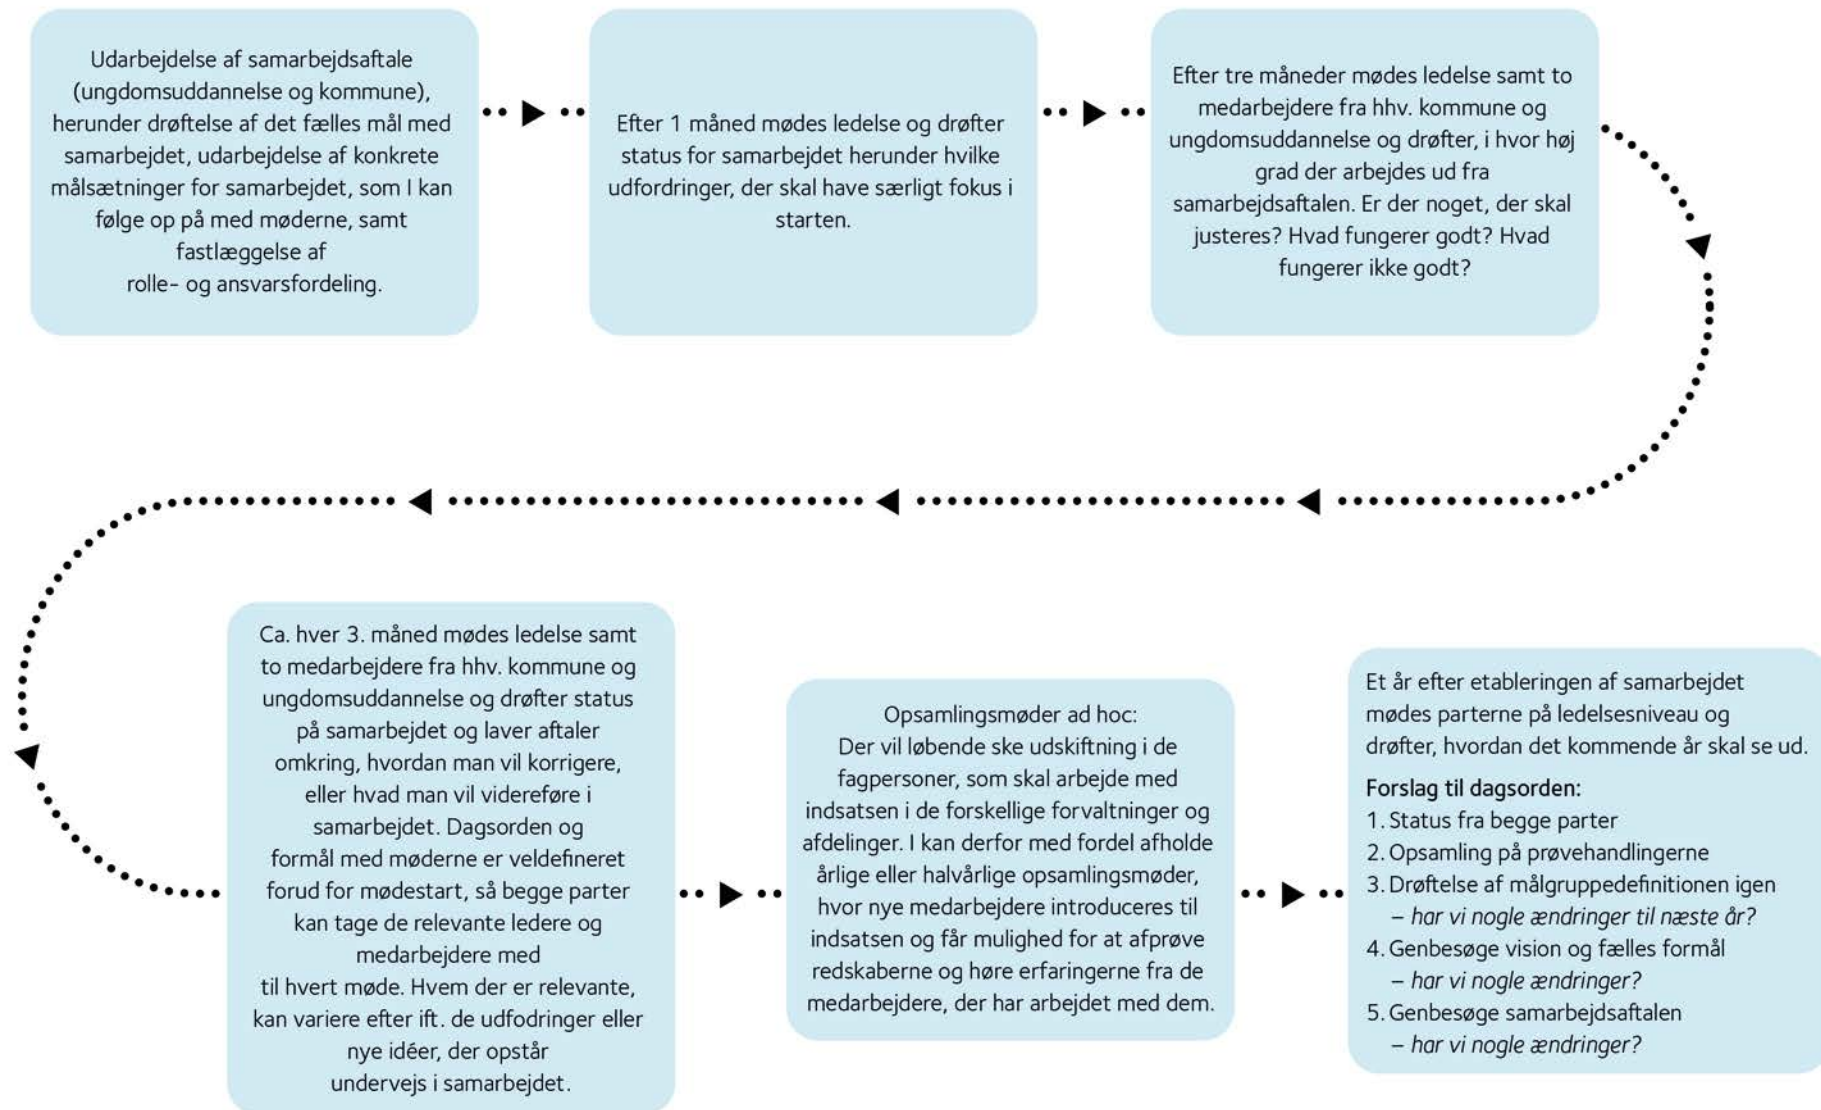 Udarbejdelse af samarbejdsaftale
(ungdomsuddannelse og kommune),
herunder drøftelse af det fælles mål med
samarbejdet, udarbejdelse af konkrete
målsætninger for samarbejdet, som I kan
følge op på med møderne, samt
fastlæggelse af
rolle- og ansvarsfordeling.
Efter 1 måned mødes ledelse og drøfter
status for samarbejdet herunder hvilke
udfordringer, der skal have særligt fokus i
starten.
Efter tre måneder mødes ledelse samt to
medarbejdere fra hhv. kommune og
ungdomsuddannelse og drøfter, i hvor høj
grad der arbejdes ud fra
samarbejdsaftalen. Er der noget, der skal
justeres? Hvad fungerer godt? Hvad
fungerer ikke godt?
Ca. hver 3. måned mødes ledelse samt
to medarbejdere fra hhv. kommune og
ungdomsuddannelse og drøfter status
på samarbejdet og laver aftaler
omkring, hvordan man vil korrigere,
eller hvad man vil videreføre i
samarbejdet. Dagsorden og
formål med møderne er veldefineret
forud for mødestart, så begge parter
kan tage de relevante ledere og
medarbejdere med
til hvert møde. Hvem der er relevante,
kan variere efter ift. de udfodringer eller
nye idéer, der opstår
undervejs i samarbejdet.
Opsamlingsmøder ad hoc:
Der vil løbende ske udskiftning i de
fagpersoner, som skal arbejde med
indsatsen i de forskellige forvaltninger og
afdelinger. I kan derfor med fordel afholde
årlige eller halvårlige opsamlingsmøder,
hvor nye medarbejdere introduceres til
indsatsen og får mulighed for at afprøve
redskaberne og høre erfaringerne fra de
medarbejdere, der har arbejdet med dem.
Et år efter etableringen af samarbejdet
mødes parterne på ledelsesniveau og
drøfter, hvordan det kommende år skal se ud.
Forslag til dagsorden:
1. Status fra begge parter
2. Opsamling på prøvehandlingerne
3. Drøftelse af målgruppedefinitionen igen
– har vi nogle ændringer til næste år?
4. Genbesøge vision og fælles formål
– har vi nogle ændringer?
5. Genbesøge samarbejdsaftalen
– har vi nogle ændringer?